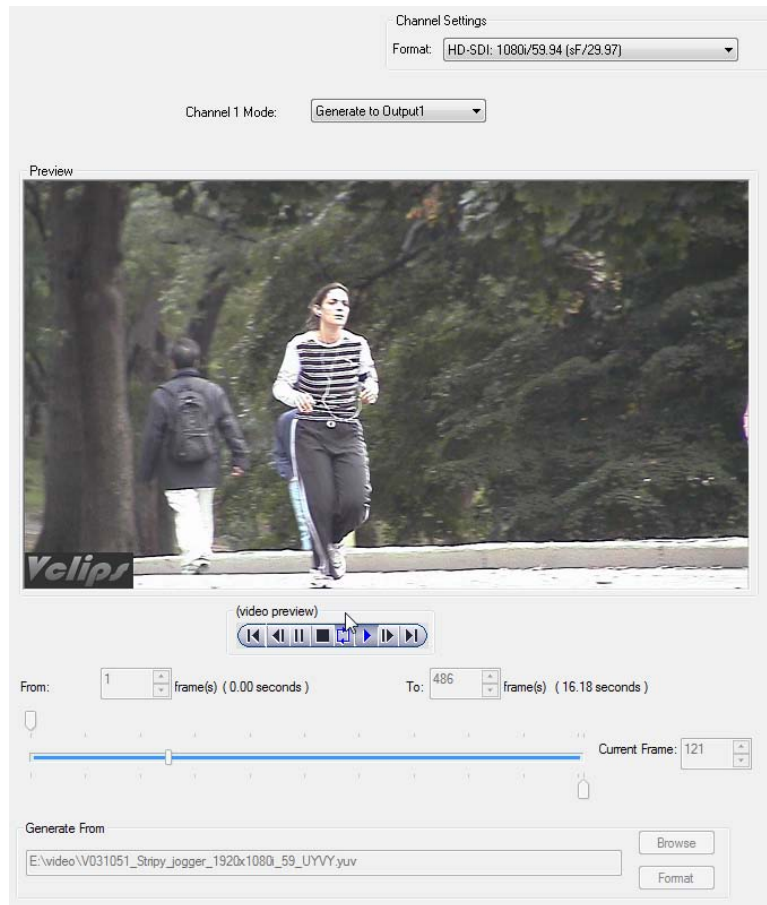 Channel Settings
Format: HD-SDI: 1080i/59.94 (sF/29.97)
Channel 1 Mode: Generate to Output1
Preview
Vclips
(video preview)
From: 1 frame(s) ( 0.00 seconds ) To: 486 frame(s) ( 16.18 seconds )
Current Frame: 121
Generate From
Browse
E:\video\V031051_Stripy_jogger_1920x1080i_59_UYVY.yuv
Format